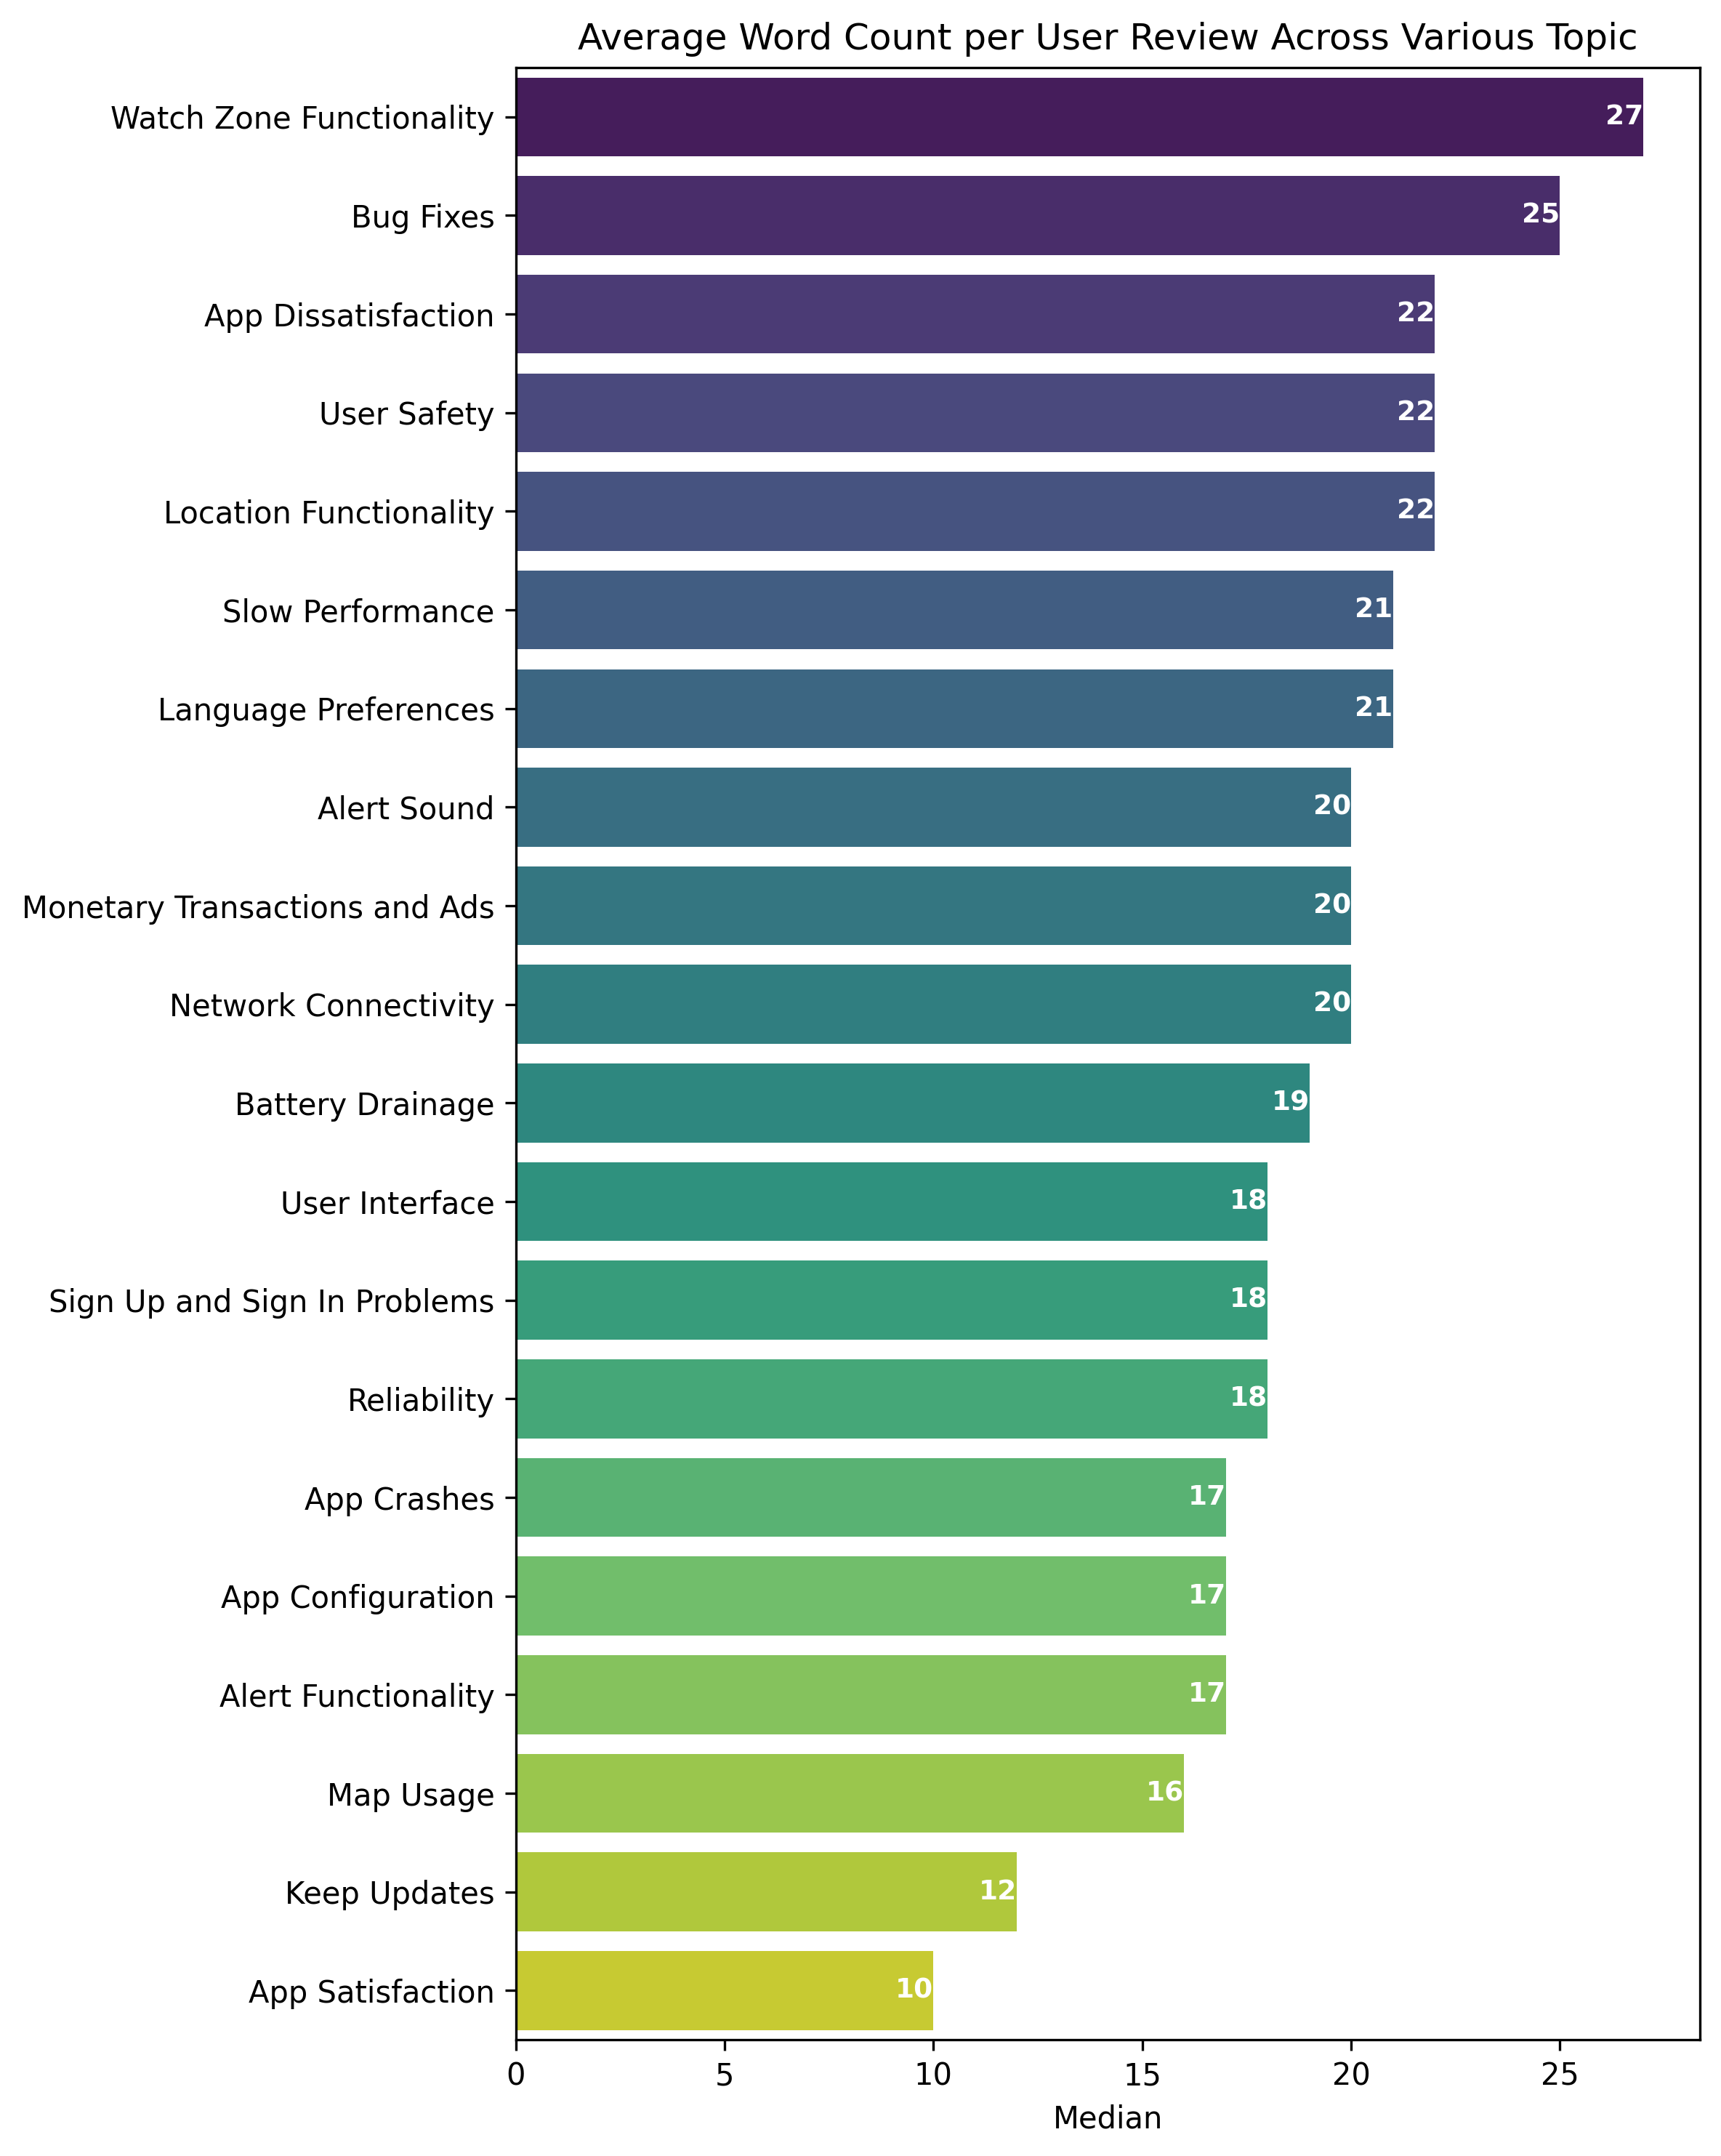 Average Word Count per User Review Across Various Topic
Watch Zone Functionality 27
Bug Fixes 25
App Dissatisfaction 22
User Safety 22
Location Functionality 22
Slow Performance 21
Language Preferences 21
Alert Sound 20
Monetary Transactions and Ads 20
Network Connectivity 20
Battery Drainage 19
User Interface 18
Sign Up and Sign In Problems 18
Reliability 18
App Crashes 17
App Configuration 17
Alert Functionality 17
Map Usage 16
Keep Updates 12
App Satisfaction 10
0 5 10 15 20 25
Median